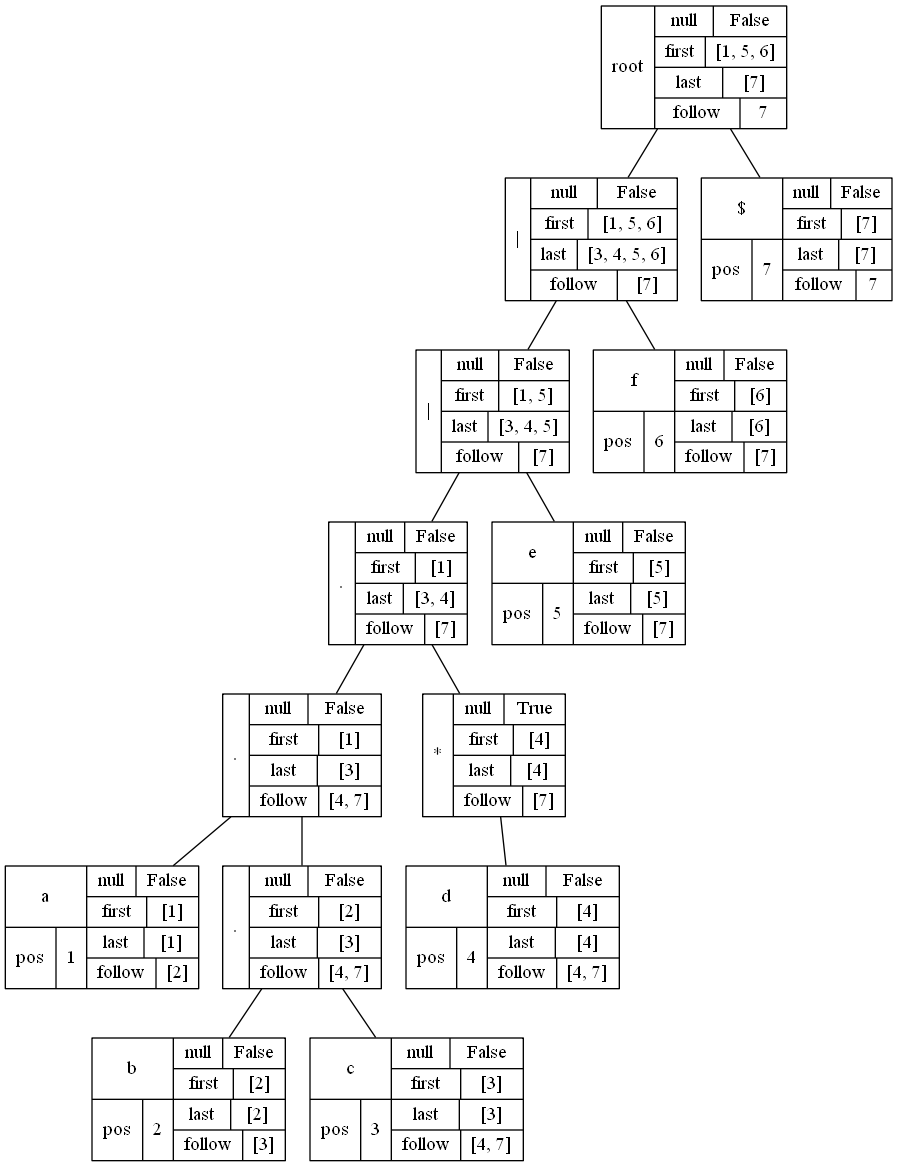 root
null False
first [1, 5, 6]
last [7]
follow 7
|
null False
first [1, 5, 6]
last [3, 4, 5, 6]
follow [7]
$
pos 7
null False
first [7]
last [7]
follow 7
|
null False
first [1, 5]
last [3, 4, 5]
follow [7]
f
pos 6
null False
first [6]
last [6]
follow [7]
.
null False
first [1]
last [3, 4]
follow [7]
e
pos 5
null False
first [5]
last [5]
follow [7]
.
null False
first [1]
last [3]
follow [4, 7]
*
null True
first [4]
last [4]
follow [7]
a
pos 1
null False
first [1]
last [1]
follow [2]
.
null False
first [2]
last [3]
follow [4, 7]
d
pos 4
null False
first [4]
last [4]
follow [4, 7]
b
pos 2
null False
first [2]
last [2]
follow [3]
c
pos 3
null False
first [3]
last [3]
follow [4, 7]